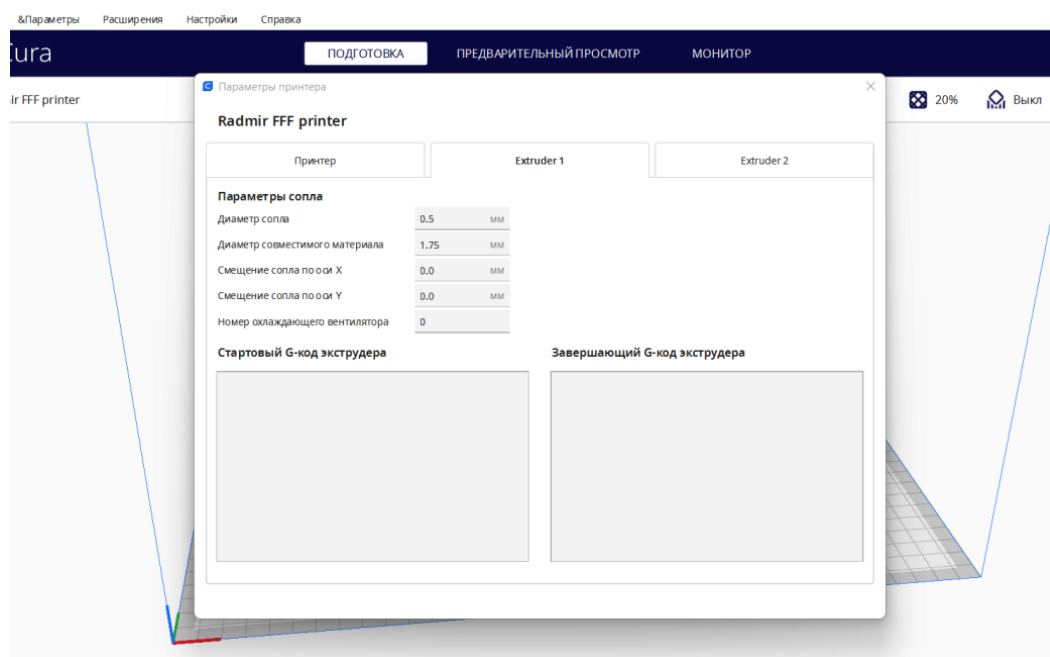 &Параметры Расширения Настройки Справка
Cura ПОДГОТОВКА ПРЕДВАРИТЕЛЬНЫЙ ПРОСМОТР МОНИТОР
ir FFF printer 20% Выкл
Параметры принтера
Radmir FFF printer
Принтер Extruder 1 Extruder 2
Параметры сопла
Диаметр сопла 0.5 мм
Диаметр совместимого материала 1.75 мм
Смещение сопла по оси X 0.0 мм
Смещение сопла по оси Y 0.0 мм
Номер охлаждающего вентилятора 0
Стартовый G-код экструдера Завершающий G-код экструдера